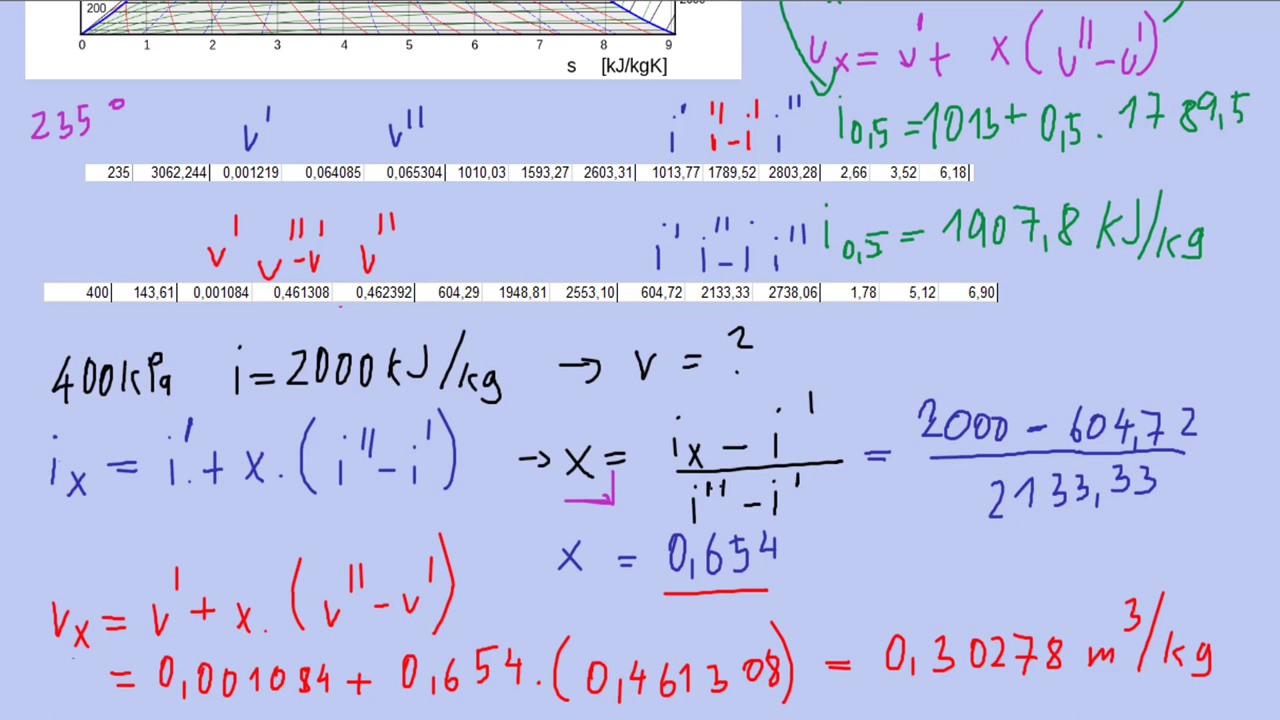 200
0 1 2 3 4 5 6 7 8 9
s [kJ/kgK]
vx = v' + x (v'' - v')
235° v' v'' i' i''-i' i'' i0,5 = 1013 + 0,5 . 1789,5
235 3062,244 0,001219 0,064085 0,065304 1010,03 1593,27 2603,31 1013,77 1789,52 2803,28 2,66 3,52 6,18
v' v''-v' v'' i' i''-i' i'' i0,5 = 1907,8 kJ/kg
400 143,61 0,001084 0,461308 0,462392 604,29 1948,81 2553,10 604,72 2133,33 2738,06 1,78 5,12 6,90
400kPa i = 2000 kJ/kg → v = ?
ix = i' + x . (i'' - i') → x = ix - i' / i'' - i' = 2000 - 604,72 / 2133,33
x = 0,654
vx = v' + x . (v'' - v')
= 0,001084 + 0,654 . (0,461308) = 0,30278 m³/kg